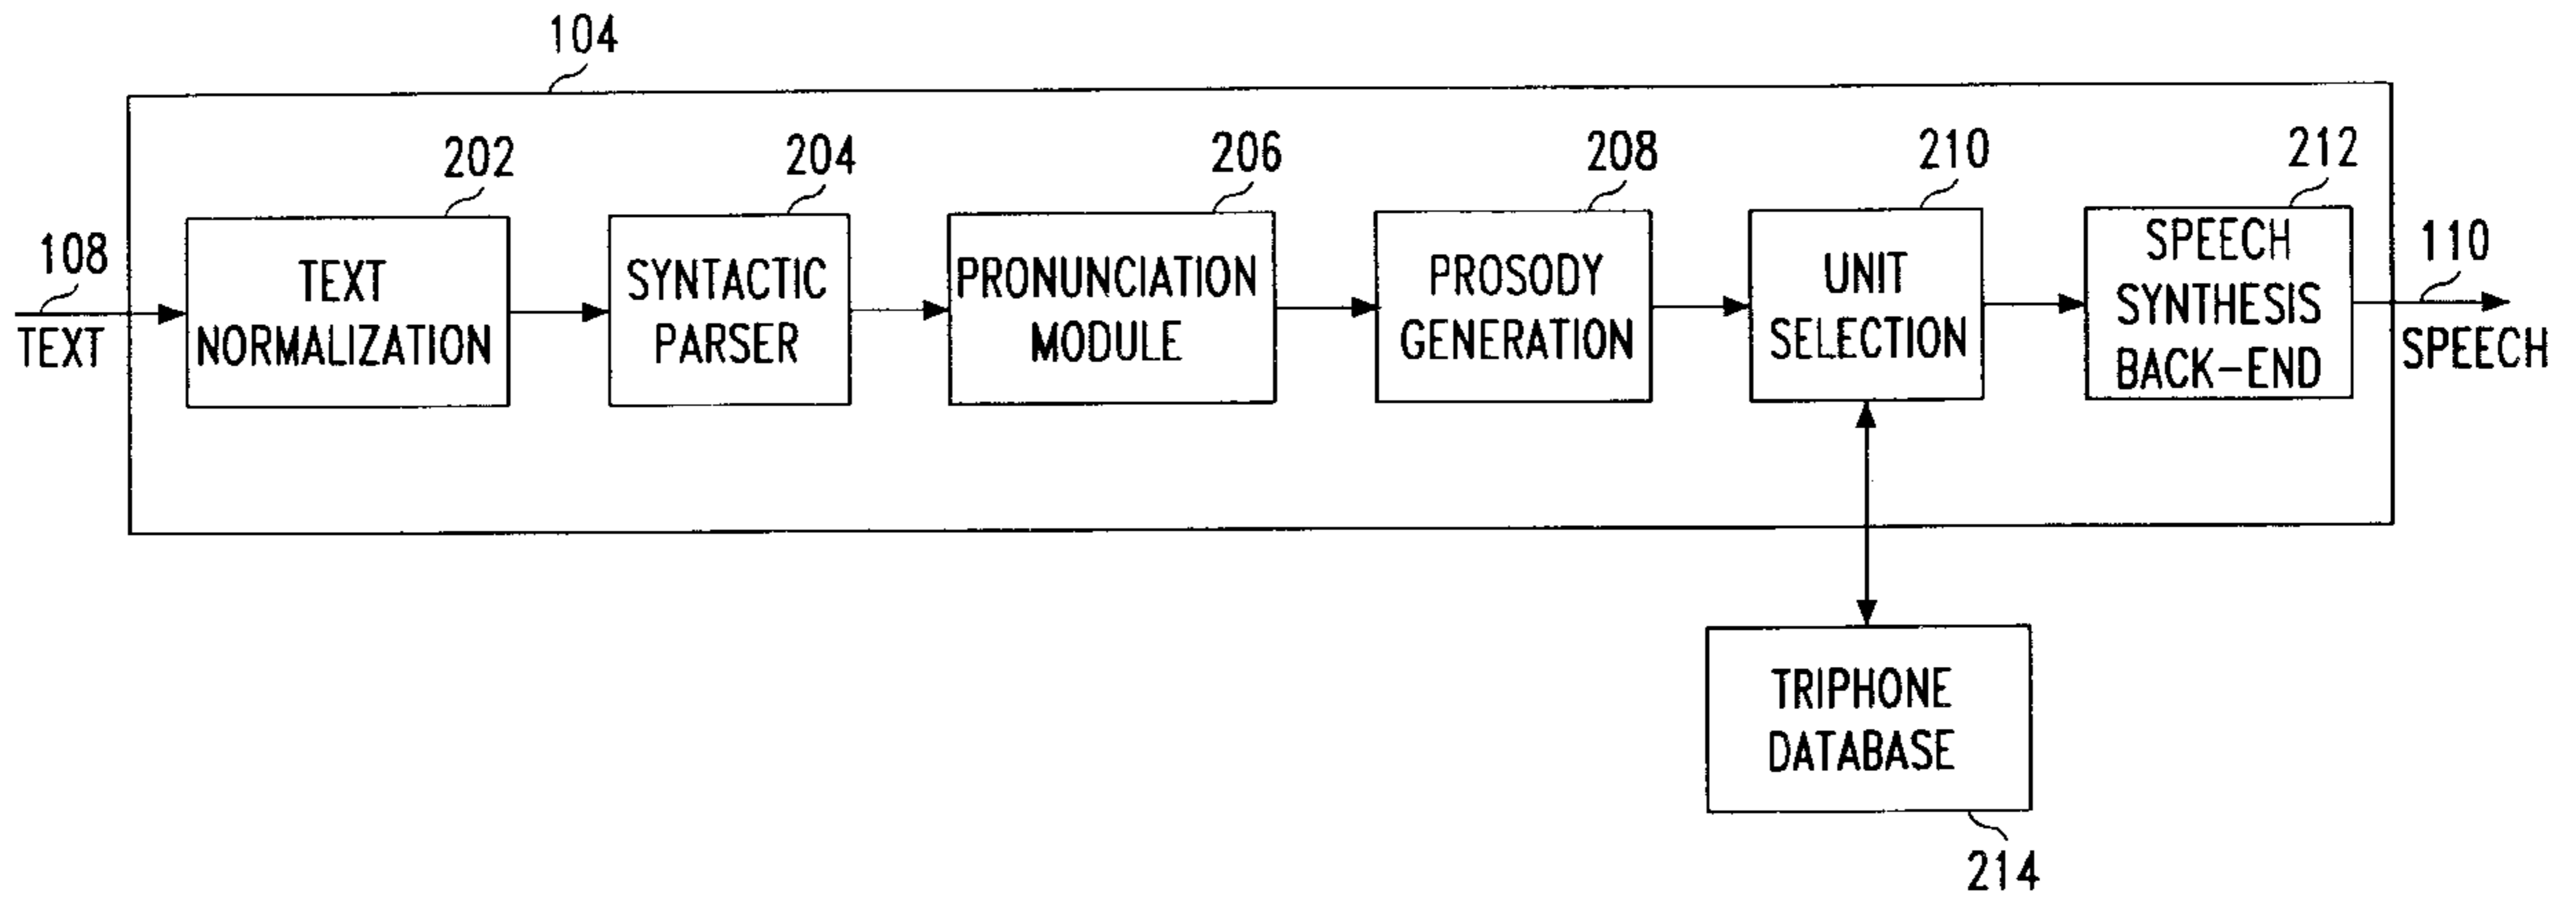 104
202
204
206
208
210
212
108
TEXT
TEXT
NORMALIZATION
SYNTACTIC
PARSER
PRONUNCIATION
MODULE
PROSODY
GENERATION
UNIT
SELECTION
SPEECH
SYNTHESIS
BACK-END
110
SPEECH
TRIPHONE
DATABASE
214